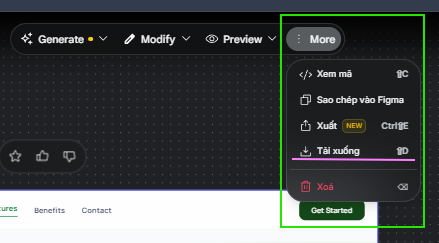 Generate Modify Preview More
Xem mã ⇧C
Sao chép vào Figma
Xuất NEW Ctrl⇧E
Tải xuống ⇧D
Xoá
Benefits Contact Get Started